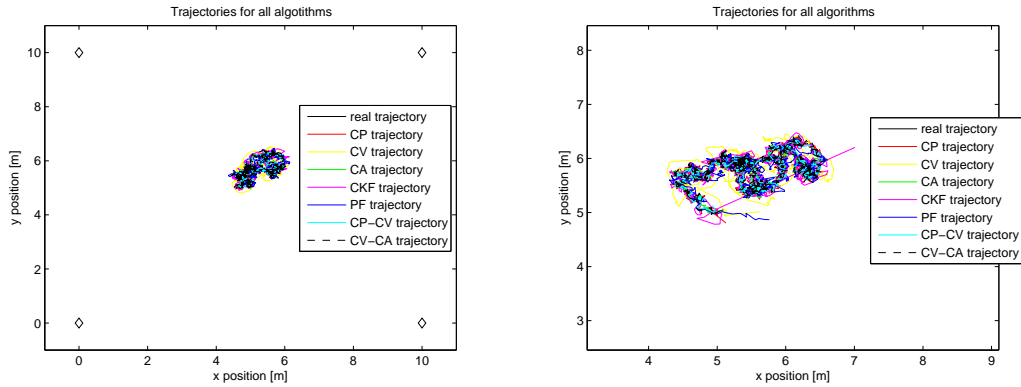 Trajectories for all algotithms
10
8
6
4
2
0
y position [m]
0
2
4
6
8
10
x position [m]
real trajectory
CP trajectory
CV trajectory
CA trajectory
CKF trajectory
PF trajectory
CP−CV trajectory
CV−CA trajectory
Trajectories for all algorithms
8
7
6
5
4
3
y position [m]
4
5
6
7
8
9
x position [m]
real trajectory
CP trajectory
CV trajectory
CA trajectory
CKF trajectory
PF trajectory
CP−CV trajectory
CV−CA trajectory